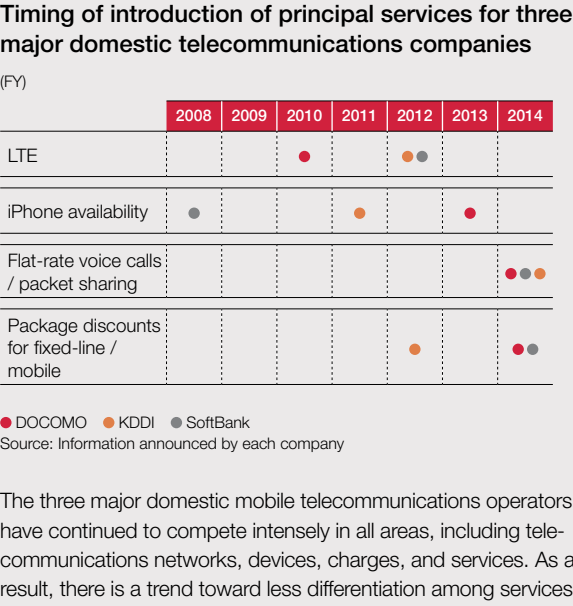 Timing of introduction of principal services for three
major domestic telecommunications companies
(FY)
2008 2009 2010 2011 2012 2013 2014
LTE
iPhone availability
Flat-rate voice calls
/ packet sharing
Package discounts
for fixed-line /
mobile
DOCOMO KDDI SoftBank
Source: Information announced by each company
The three major domestic mobile telecommunications operators
have continued to compete intensely in all areas, including tele-
communications networks, devices, charges, and services. As a
result, there is a trend toward less differentiation among services